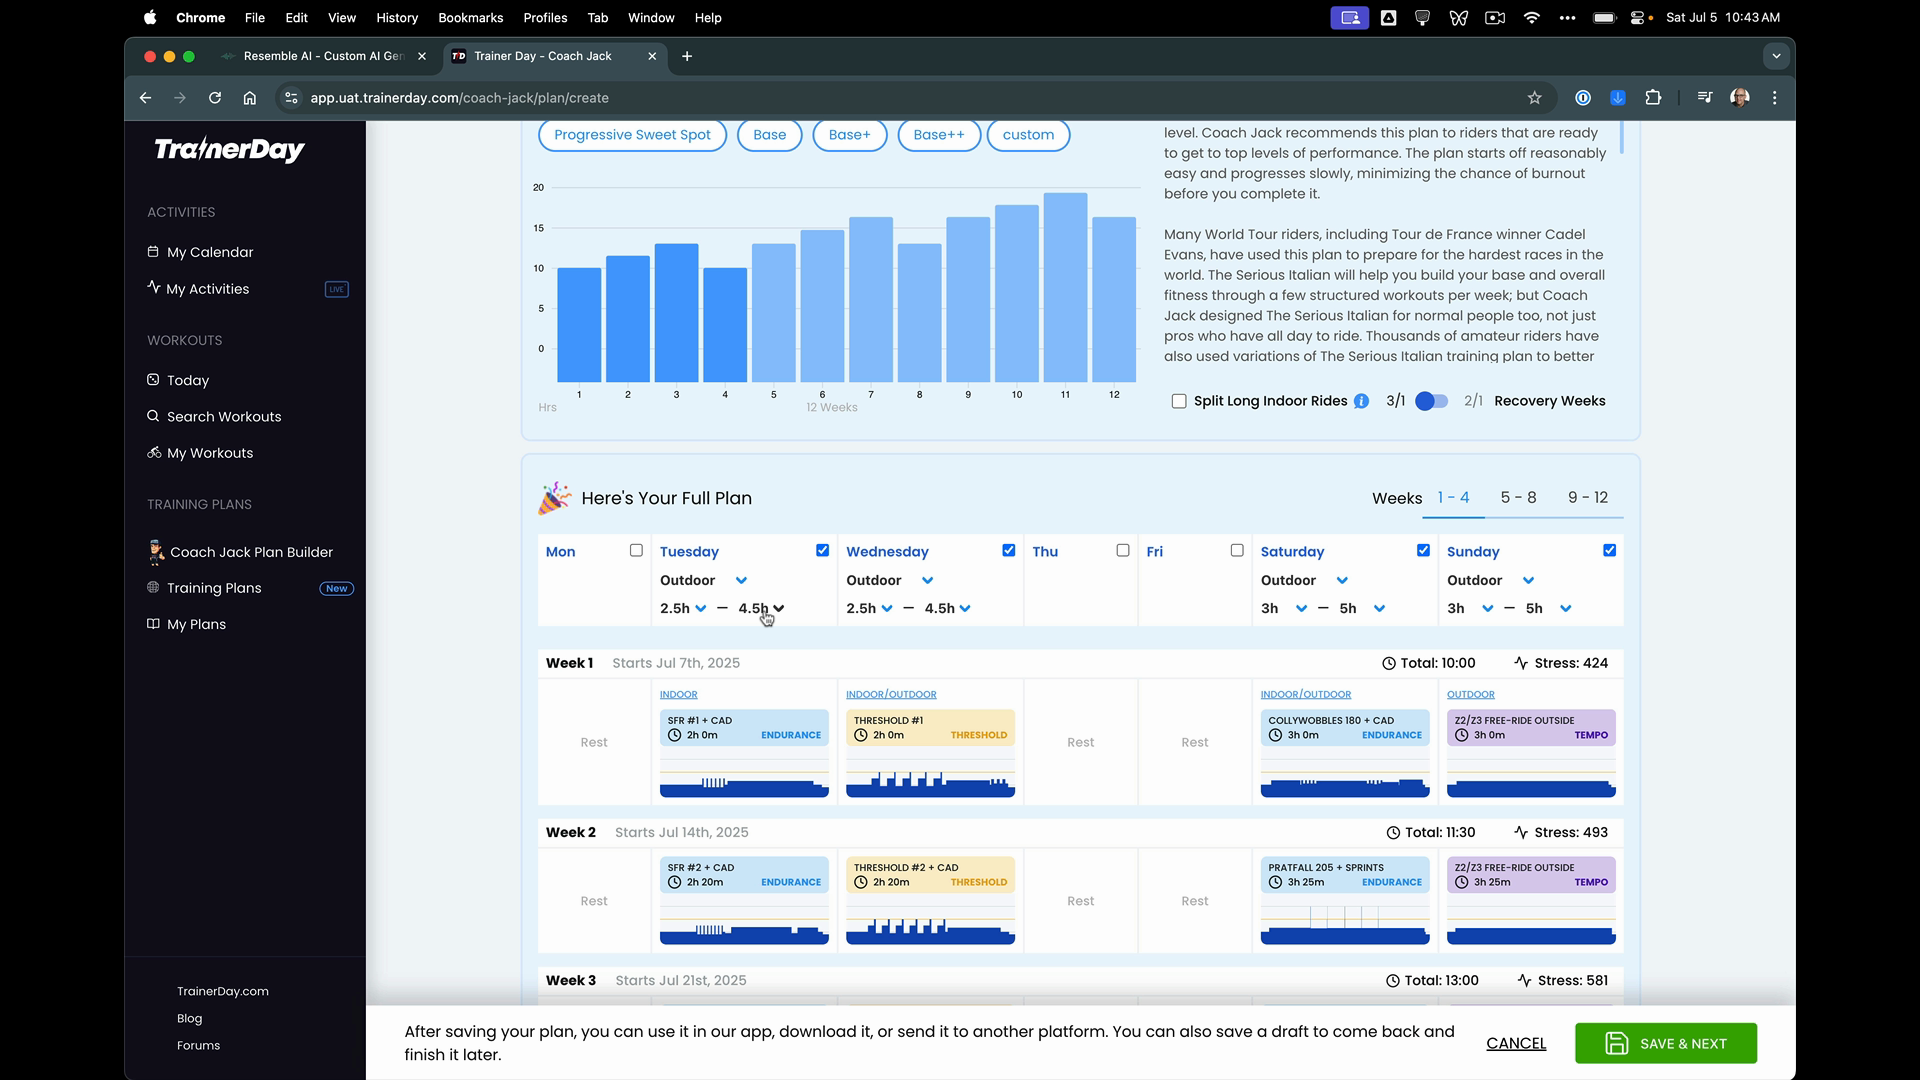 Chrome File Edit View History Bookmarks Profiles Tab Window Help Sat Jul 5 10:43 AM
Resemble AI - Custom AI Gen Trainer Day - Coach Jack
app.uat.trainerday.com/coach-jack/plan/create
TrainerDay
ACTIVITIES
My Calendar
My Activities LIVE
WORKOUTS
Today
Search Workouts
My Workouts
TRAINING PLANS
Coach Jack Plan Builder
Training Plans New
My Plans
TrainerDay.com
Blog
Forums
Progressive Sweet Spot Base Base+ Base++ custom
20
15
10
5
0
1 2 3 4 5 6 7 8 9 10 11 12
Hrs 12 Weeks
level. Coach Jack recommends this plan to riders that are ready
to get to top levels of performance. The plan starts off reasonably
easy and progresses slowly, minimizing the chance of burnout
before you complete it.
Many World Tour riders, including Tour de France winner Cadel
Evans, have used this plan to prepare for the hardest races in the
world. The Serious Italian will help you build your base and overall
fitness through a few structured workouts per week; but Coach
Jack designed The Serious Italian for normal people too, not just
pros who have all day to ride. Thousands of amateur riders have
also used variations of The Serious Italian training plan to better
Split Long Indoor Rides i 3/1 2/1 Recovery Weeks
Here's Your Full Plan Weeks 1 - 4 5 - 8 9 - 12
Mon Tuesday Wednesday Thu Fri Saturday Sunday
Outdoor Outdoor Outdoor Outdoor
2.5h — 4.5h 2.5h — 4.5h 3h — 5h 3h — 5h
Week 1 Starts Jul 7th, 2025 Total: 10:00 Stress: 424
INDOOR INDOOR/OUTDOOR INDOOR/OUTDOOR OUTDOOR
SFR #1 + CAD THRESHOLD #1 COLLYWOBBLES 180 + CAD Z2/Z3 FREE-RIDE OUTSIDE
2h 0m ENDURANCE 2h 0m THRESHOLD 3h 0m ENDURANCE 3h 0m TEMPO
Rest Rest Rest
Week 2 Starts Jul 14th, 2025 Total: 11:30 Stress: 493
SFR #2 + CAD THRESHOLD #2 + CAD PRATFALL 205 + SPRINTS Z2/Z3 FREE-RIDE OUTSIDE
2h 20m ENDURANCE 2h 20m THRESHOLD 3h 25m ENDURANCE 3h 25m TEMPO
Rest Rest Rest
Week 3 Starts Jul 21st, 2025 Total: 13:00 Stress: 581
After saving your plan, you can use it in our app, download it, or send it to another platform. You can also save a draft to come back and
finish it later.
CANCEL SAVE & NEXT